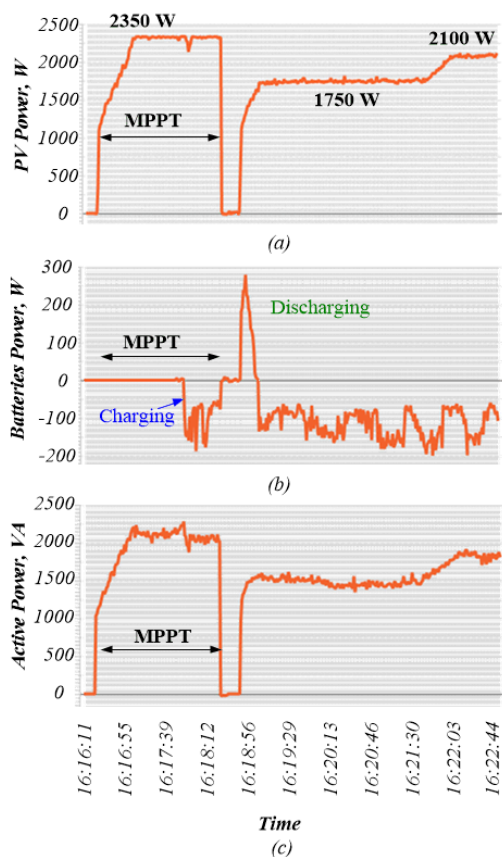 2500
2350 W
2100 W
2000
1500
1750 W
MPPT
1000
500
0
PV Power, W
(a)
300
200
Discharging
100
MPPT
0
Charging
-100
-200
Batteries Power, W
(b)
2500
2000
1500
1000
MPPT
500
0
Active Power, VA
16:16:11
16:16:55
16:17:39
16:18:12
16:18:56
16:19:29
16:20:13
16:20:46
16:21:30
16:22:03
16:22:44
Time
(c)